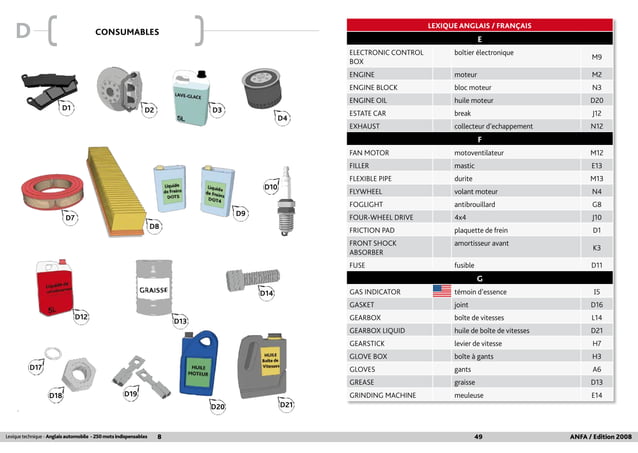 D
CONSUMABLES
D1
D2
LAVE-GLACE
5L
D3
D4
D7
D8
Liquide
de freins
DOT5
Liquide
de freins
DOT4
D9
D10
Liquide de
5L
D12
GRAISSE
D13
D14
D17
D18
D19
HUILE
MOTEUR
D20
HUILE
Boîte de
Vitesses
D21
Lexique technique - Anglais automobile - 250 mots indispensables 8
LEXIQUE ANGLAIS / FRANÇAIS
E
ELECTRONIC CONTROL BOX boîtier électronique M9
ENGINE moteur M2
ENGINE BLOCK bloc moteur N3
ENGINE OIL huile moteur D20
ESTATE CAR break J12
EXHAUST collecteur d'echappement N12
F
FAN MOTOR motoventilateur M12
FILLER mastic E13
FLEXIBLE PIPE durite M13
FLYWHEEL volant moteur N4
FOGLIGHT antibrouillard G8
FOUR-WHEEL DRIVE 4x4 J10
FRICTION PAD plaquette de frein D1
FRONT SHOCK ABSORBER amortisseur avant K3
FUSE fusible D11
G
GAS INDICATOR témoin d'essence I5
GASKET joint D16
GEARBOX boîte de vitesses L14
GEARBOX LIQUID huile de boîte de vitesses D21
GEARSTICK levier de vitesse H7
GLOVE BOX boîte à gants H3
GLOVES gants A6
GREASE graisse D13
GRINDING MACHINE meuleuse E14
49 ANFA / Edition 2008